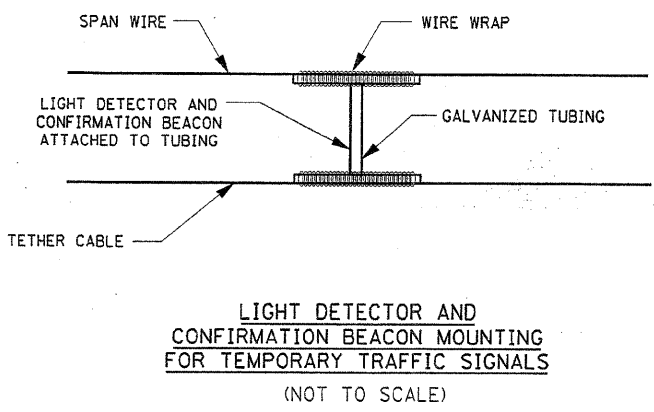 SPAN WIRE
WIRE WRAP
LIGHT DETECTOR AND
CONFIRMATION BEACON
ATTACHED TO TUBING
GALVANIZED TUBING
TETHER CABLE
LIGHT DETECTOR AND
CONFIRMATION BEACON MOUNTING
FOR TEMPORARY TRAFFIC SIGNALS
(NOT TO SCALE)